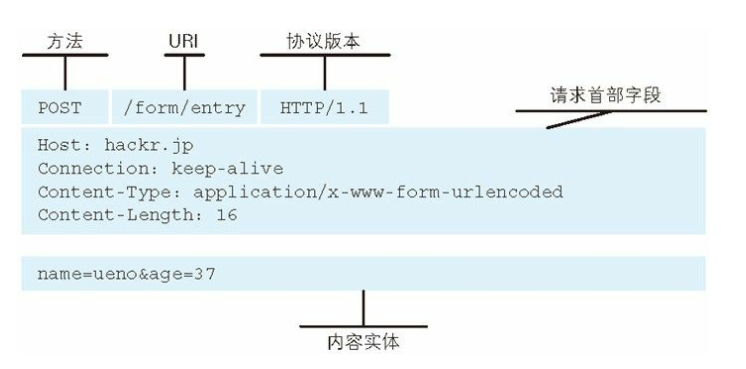 方法 URI 协议版本
请求首部字段
POST /form/entry HTTP/1.1
Host: hackr.jp
Connection: keep-alive
Content-Type: application/x-www-form-urlencoded
Content-Length: 16
name=ueno&age=37
内容实体